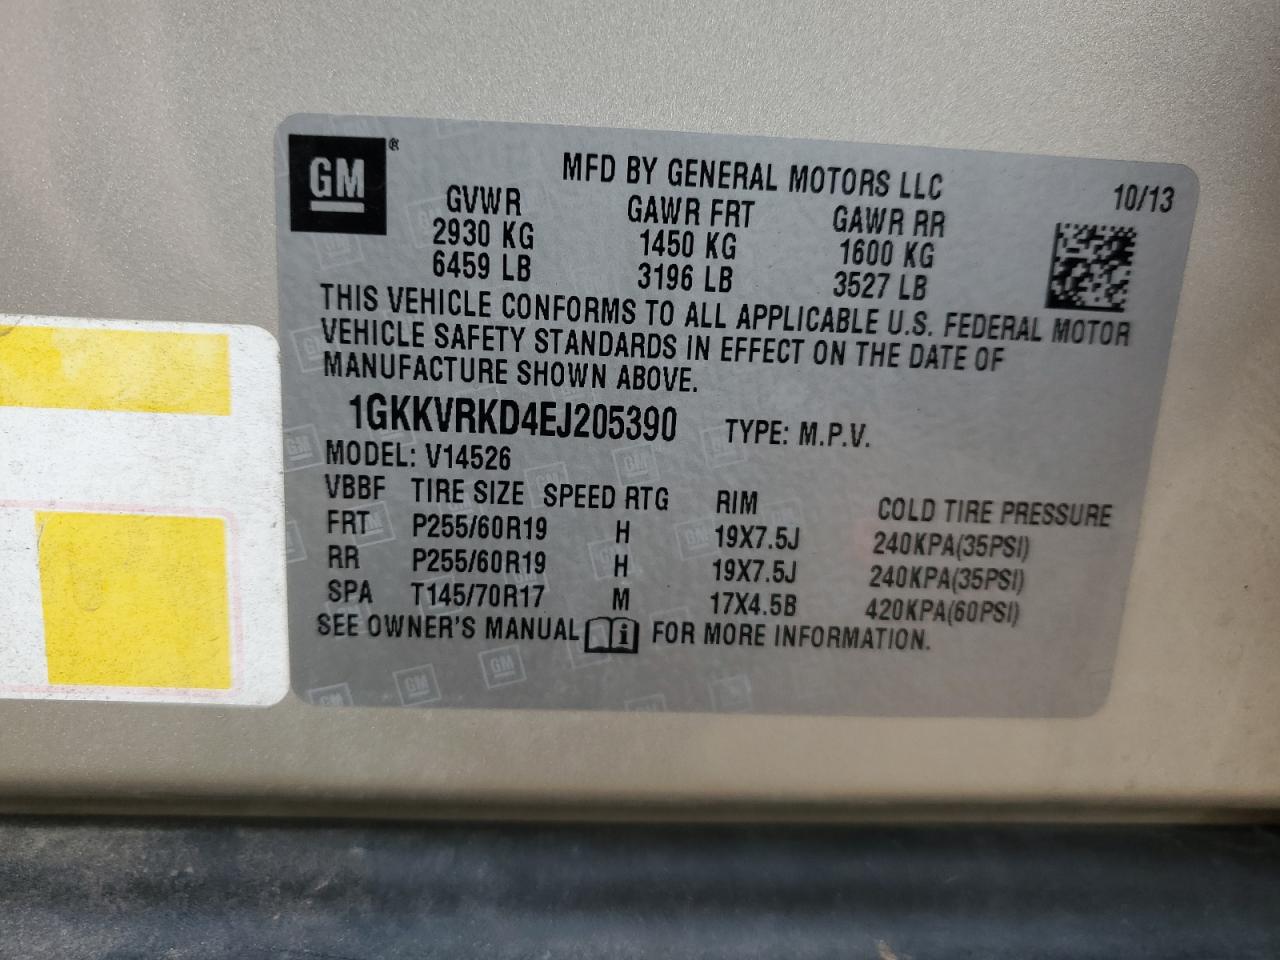 GM ®
MFD BY GENERAL MOTORS LLC 10/13
GVWR GAWR FRT GAWR RR
2930 KG 1450 KG 1600 KG
6459 LB 3196 LB 3527 LB
THIS VEHICLE CONFORMS TO ALL APPLICABLE U.S. FEDERAL MOTOR
VEHICLE SAFETY STANDARDS IN EFFECT ON THE DATE OF
MANUFACTURE SHOWN ABOVE.
1GKKVRKD4EJ205390 TYPE: M.P.V.
MODEL: V14526
VBBF TIRE SIZE SPEED RTG RIM COLD TIRE PRESSURE
FRT P255/60R19 H 19X7.5J 240KPA(35PSI)
RR P255/60R19 H 19X7.5J 240KPA(35PSI)
SPA T145/70R17 M 17X4.5B 420KPA(60PSI)
SEE OWNER'S MANUAL i FOR MORE INFORMATION.